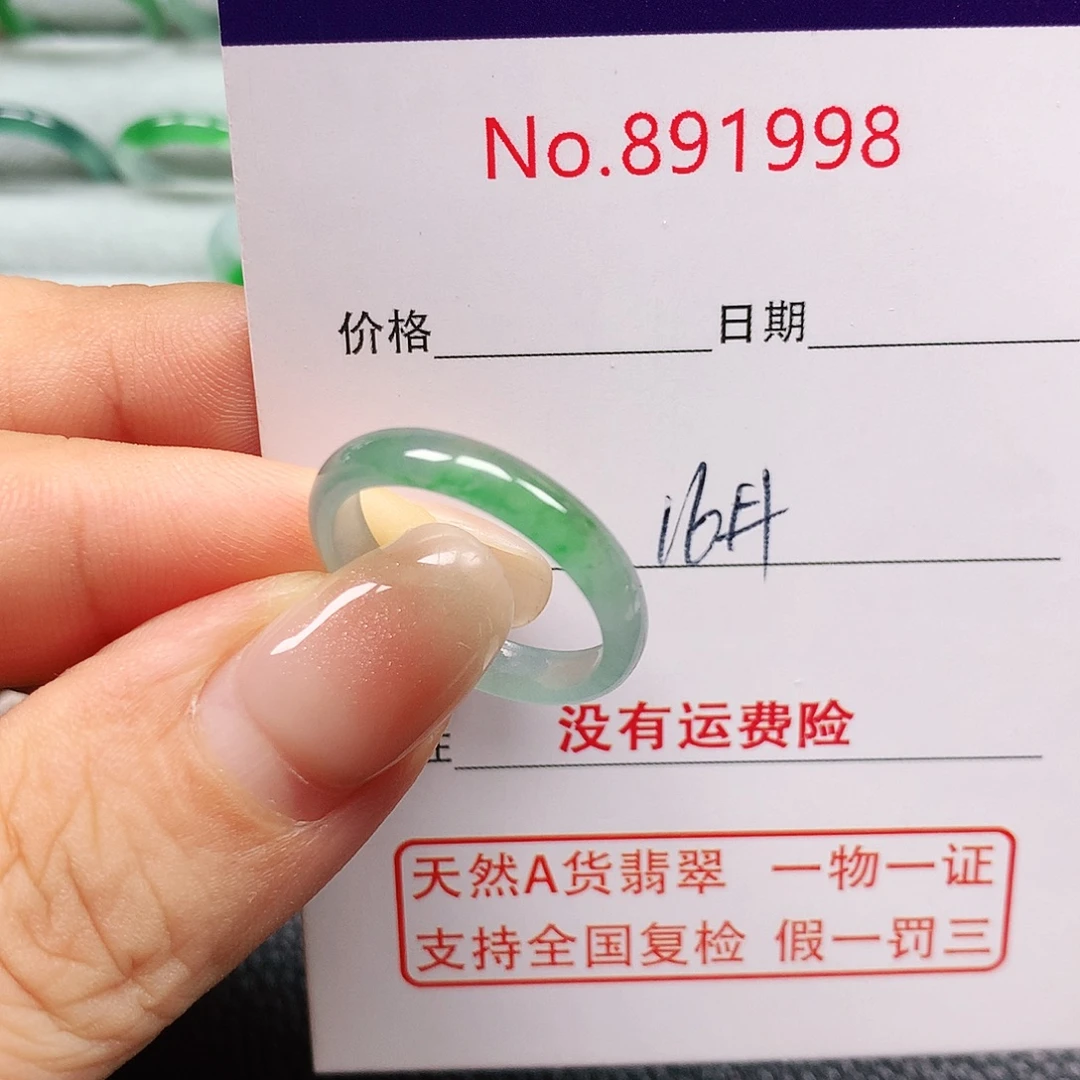 No.891998
价格 日期
没有运费险
天然A货翡翠 一物一证
支持全国复检 假一罚三